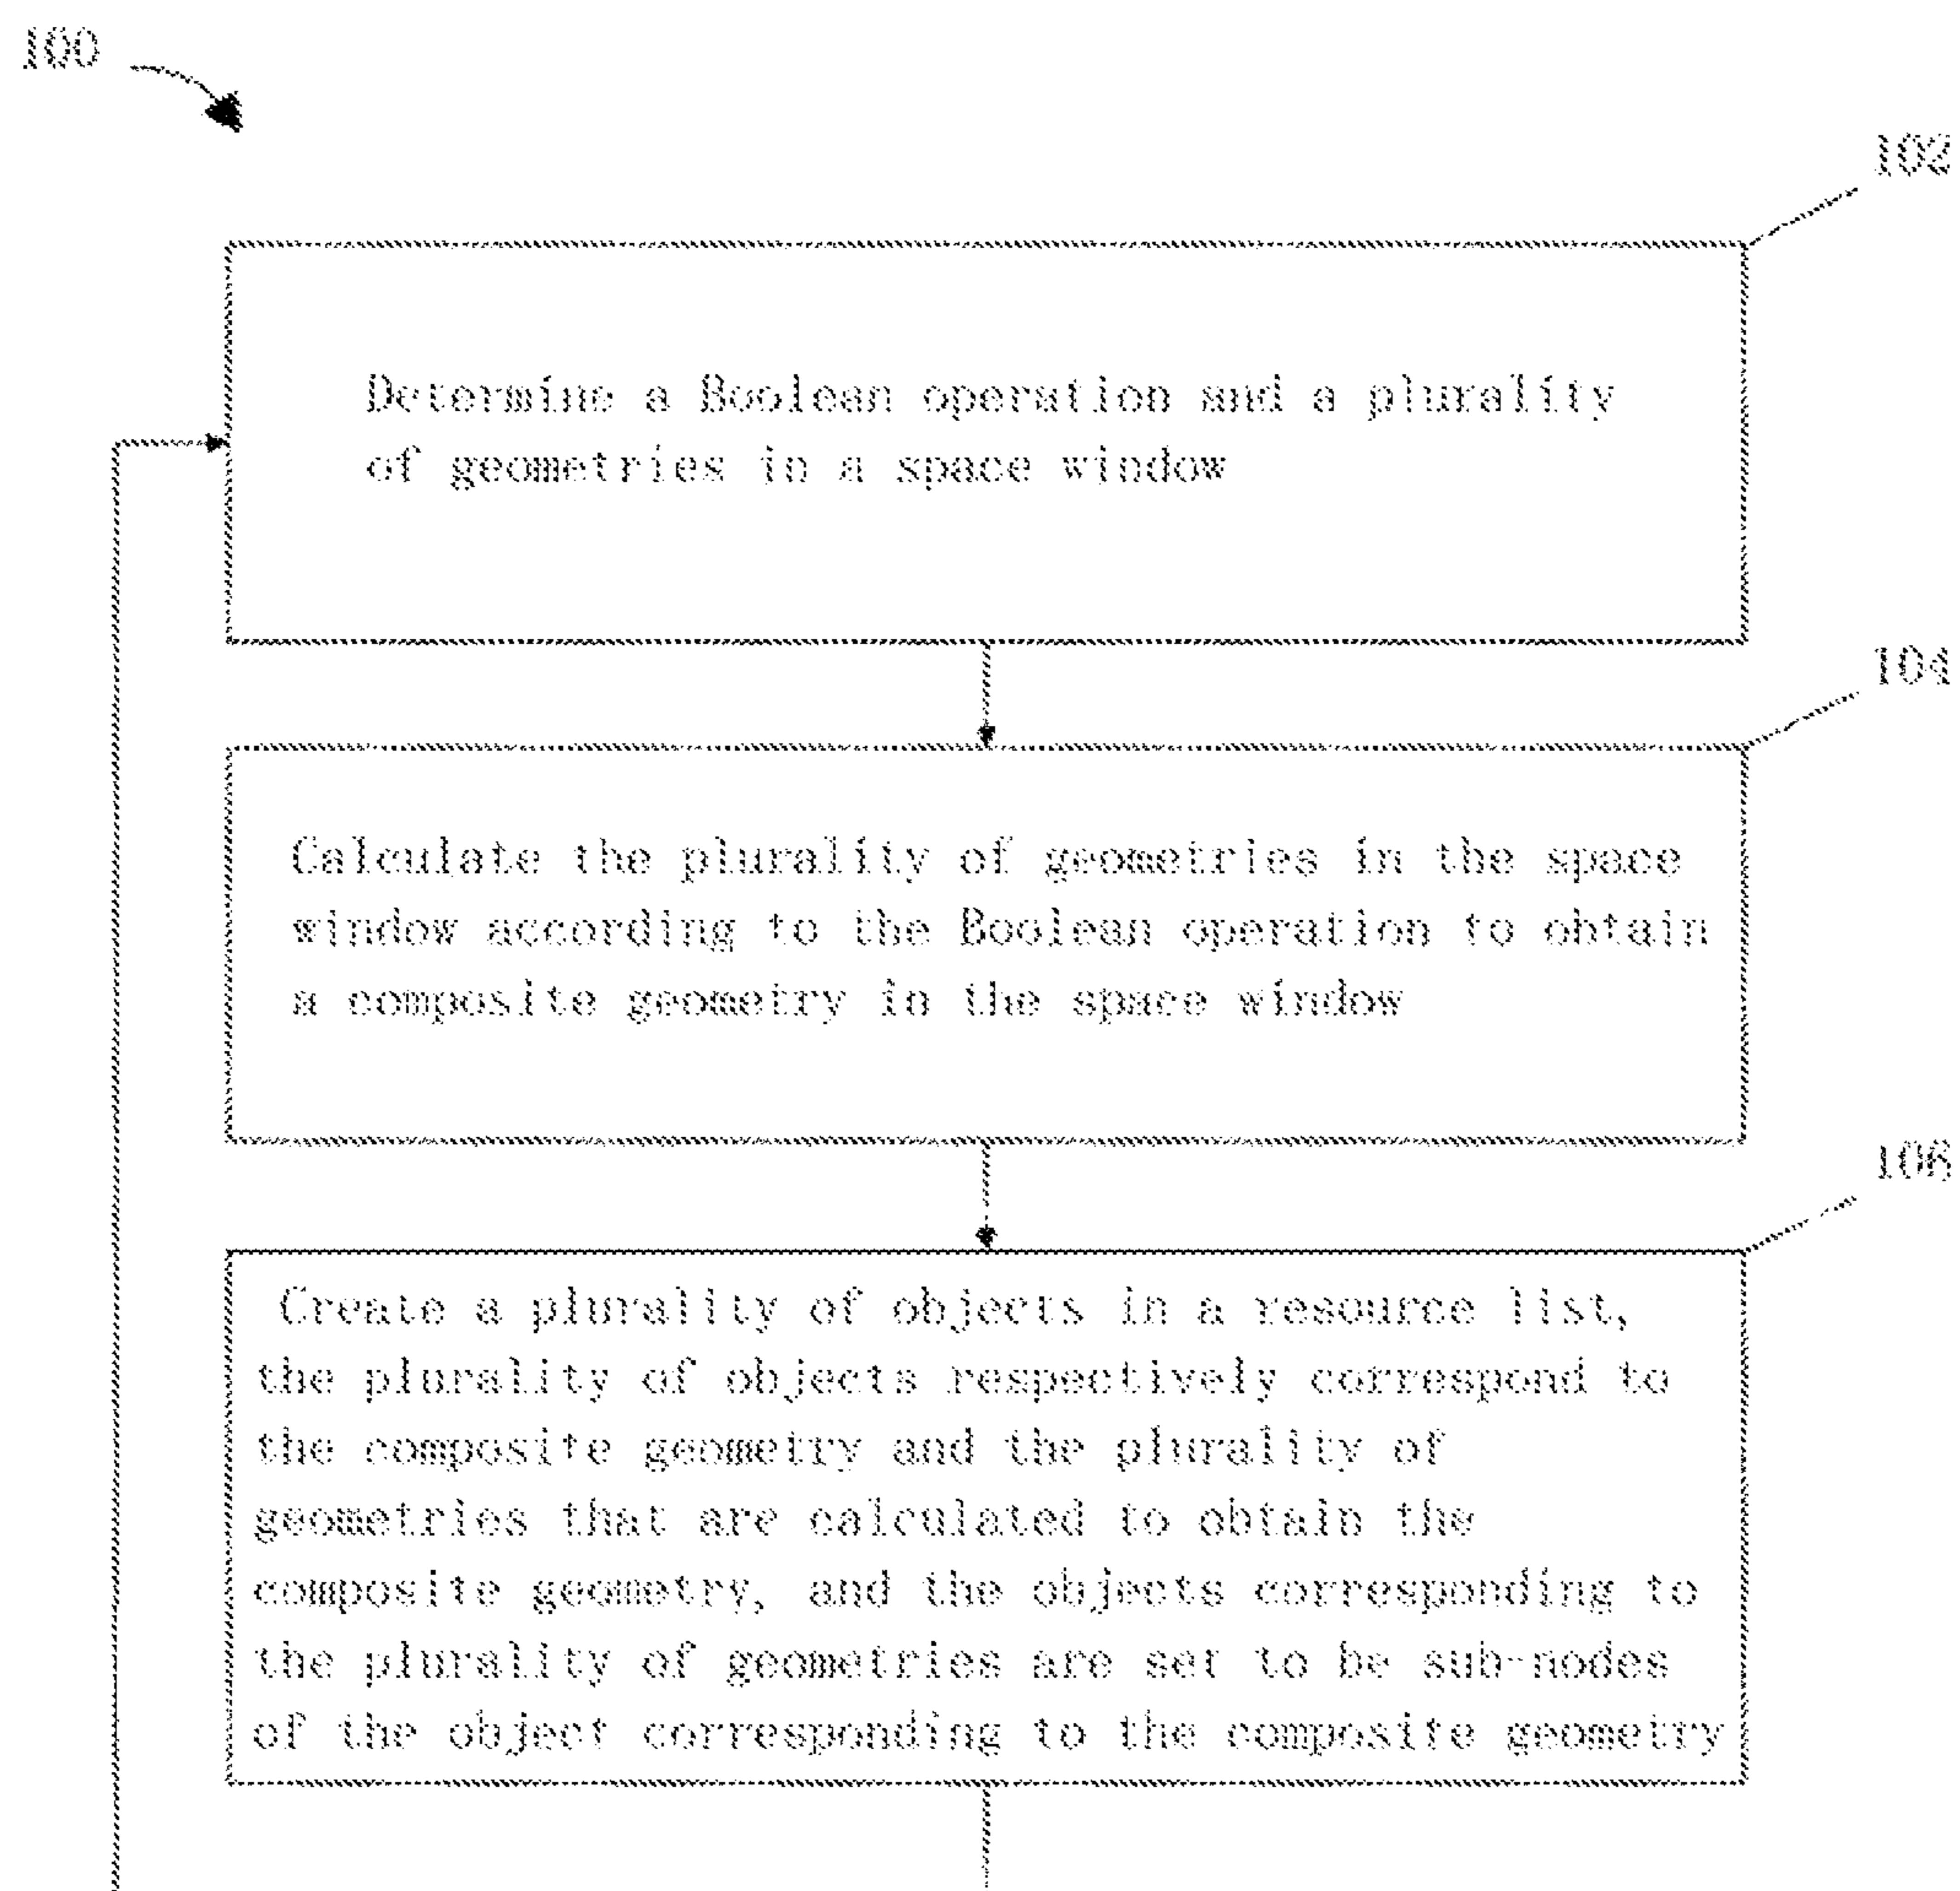 100
102
Determine a Boolean operation and a plurality
of geometries in a space window
104
Calculate the plurality of geometries in the space
window according to the Boolean operation to obtain
a composite geometry in the space window
106
Create a plurality of objects in a resource list,
the plurality of objects respectively correspond to
the composite geometry and the plurality of
geometries that are calculated to obtain the
composite geometry, and the objects corresponding to
the plurality of geometries are set to be sub-nodes
of the object corresponding to the composite geometry